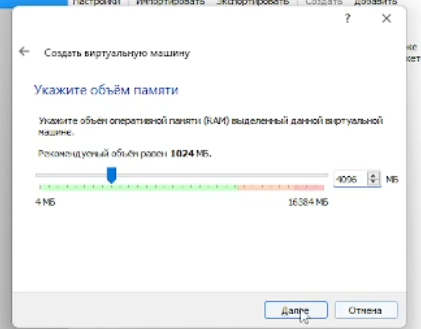 Настройки Импортировать Экспортировать Создать Добавить
?
Создать виртуальную машину
Укажите объём памяти
Укажите объём оперативной памяти (RAM) выделенный данной виртуальной
машине.
Рекомендуемый объём равен 1024 МБ.
4096 МБ
4 МБ 16384 МБ
Далее Отмена